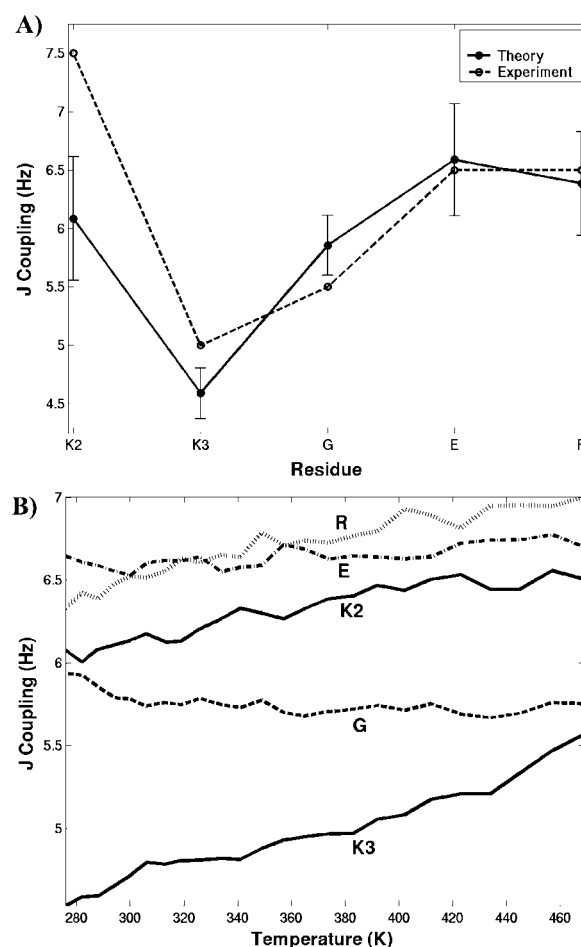 A)
7.5
7
6.5
6
5.5
5
4.5
J Coupling (Hz)
Theory
Experiment
K2 K3 G E
Residue
B)
7
6.5
6
5.5
5
J Coupling (Hz)
R
E
K2
G
K3
280 300 320 340 360 380 400 420 440 460
Temperature (K)